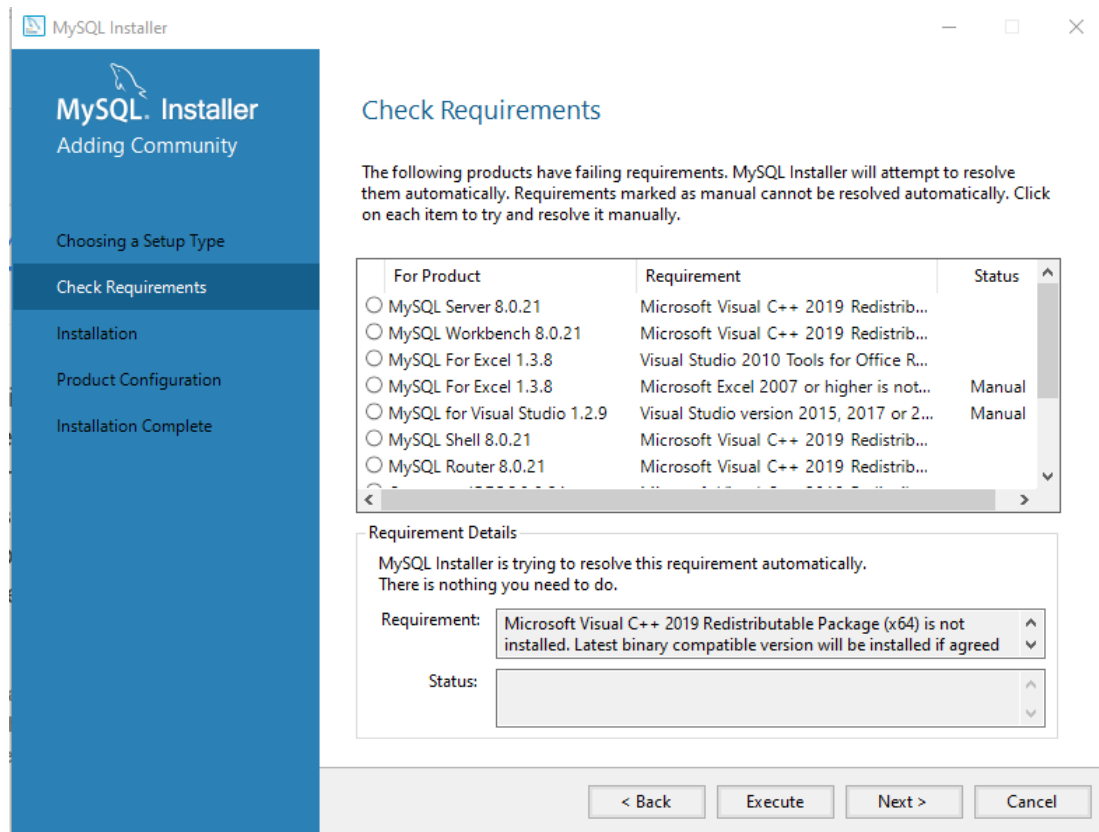 MySQL Installer
MySQL. Installer
Adding Community
Choosing a Setup Type
Check Requirements
Installation
Product Configuration
Installation Complete
Check Requirements
The following products have failing requirements. MySQL Installer will attempt to resolve
them automatically. Requirements marked as manual cannot be resolved automatically. Click
on each item to try and resolve it manually.
For Product Requirement Status
MySQL Server 8.0.21 Microsoft Visual C++ 2019 Redistrib...
MySQL Workbench 8.0.21 Microsoft Visual C++ 2019 Redistrib...
MySQL For Excel 1.3.8 Visual Studio 2010 Tools for Office R...
MySQL For Excel 1.3.8 Microsoft Excel 2007 or higher is not... Manual
MySQL for Visual Studio 1.2.9 Visual Studio version 2015, 2017 or 2... Manual
MySQL Shell 8.0.21 Microsoft Visual C++ 2019 Redistrib...
MySQL Router 8.0.21 Microsoft Visual C++ 2019 Redistrib...
Requirement Details
MySQL Installer is trying to resolve this requirement automatically.
There is nothing you need to do.
Requirement: Microsoft Visual C++ 2019 Redistributable Package (x64) is not
installed. Latest binary compatible version will be installed if agreed
Status:
< Back Execute Next > Cancel